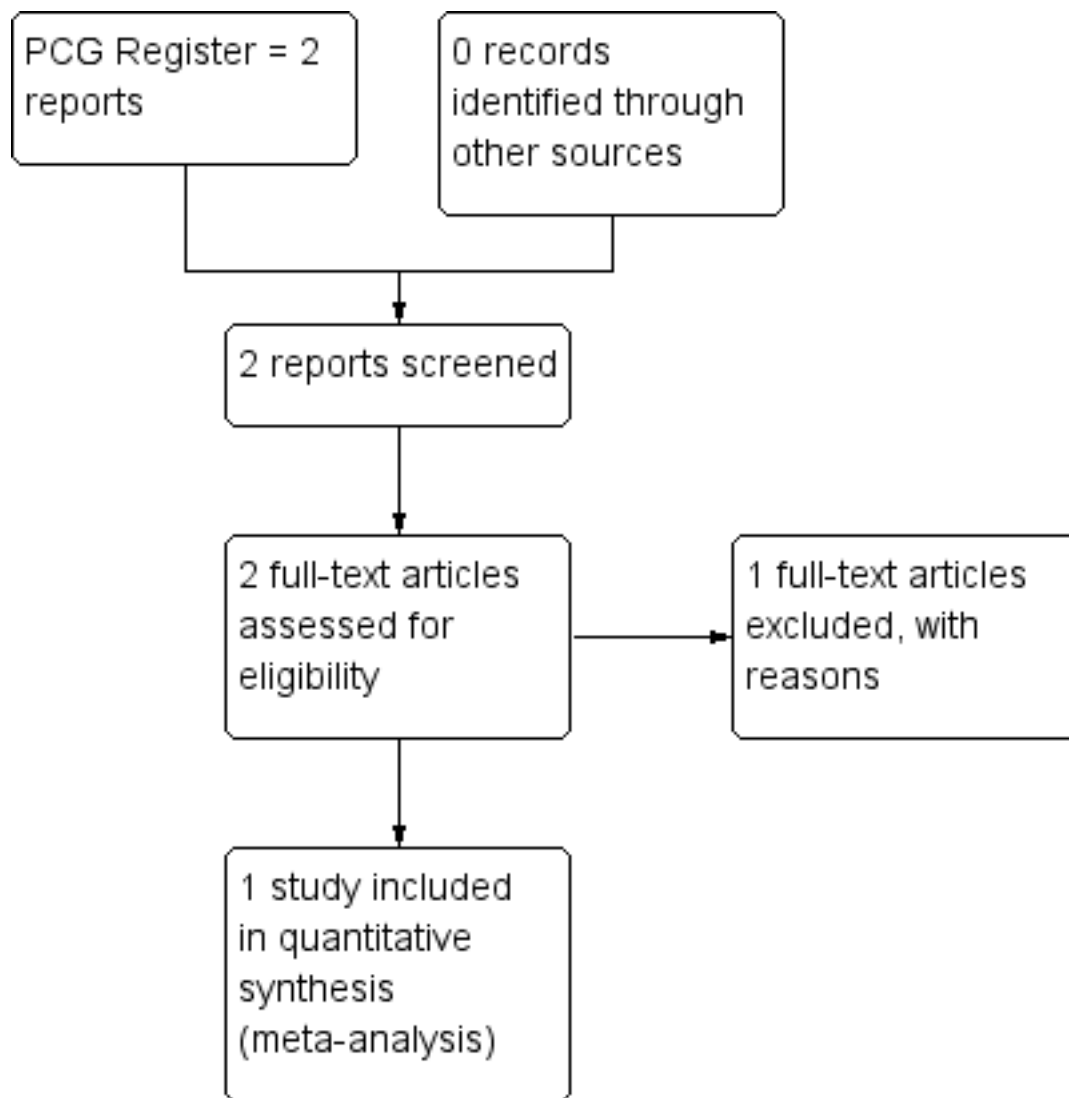 PCG Register = 2
reports
0 records
identified through
other sources
2 reports screened
2 full-text articles
assessed for
eligibility
1 full-text articles
excluded, with
reasons
1 study included
in quantitative
synthesis
(meta-analysis)